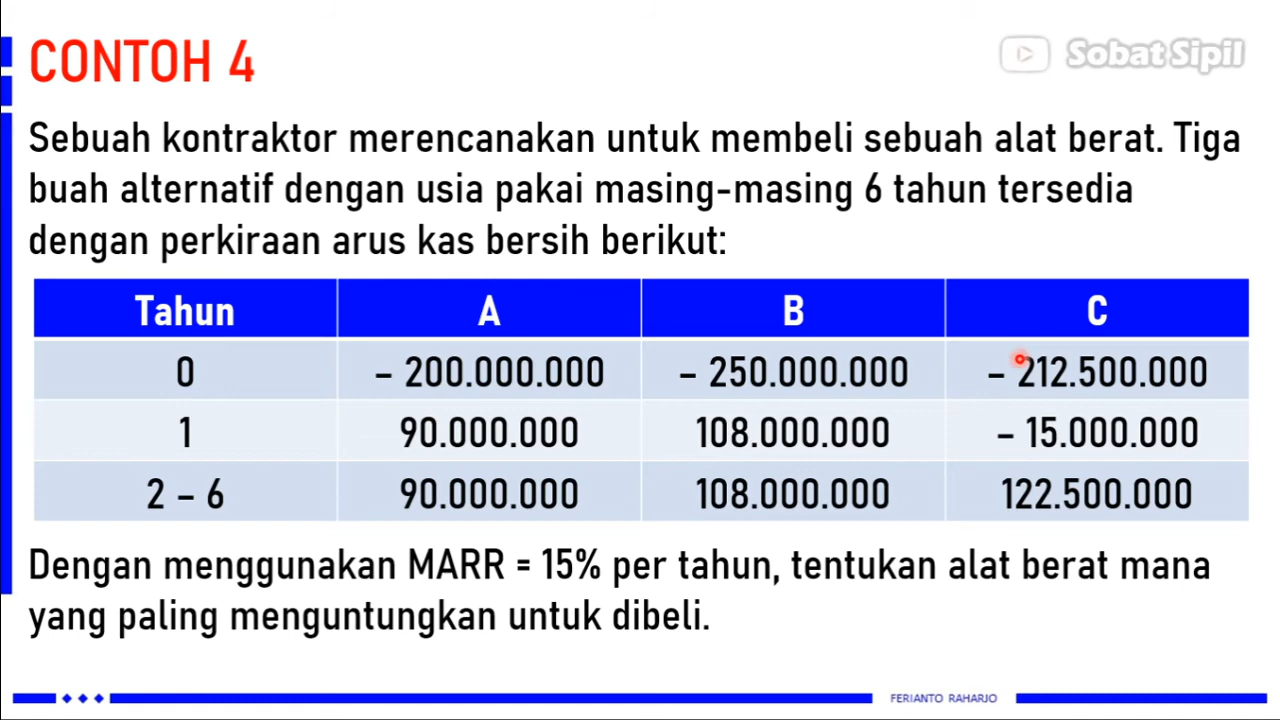 CONTOH 4
Sobat Sipil
Sebuah kontraktor merencanakan untuk membeli sebuah alat berat. Tiga
buah alternatif dengan usia pakai masing-masing 6 tahun tersedia
dengan perkiraan arus kas bersih berikut:
Tahun A B C
0 – 200.000.000 – 250.000.000 – 212.500.000
1 90.000.000 108.000.000 – 15.000.000
2 – 6 90.000.000 108.000.000 122.500.000
Dengan menggunakan MARR = 15% per tahun, tentukan alat berat mana
yang paling menguntungkan untuk dibeli.
FERIANTO RAHARJO